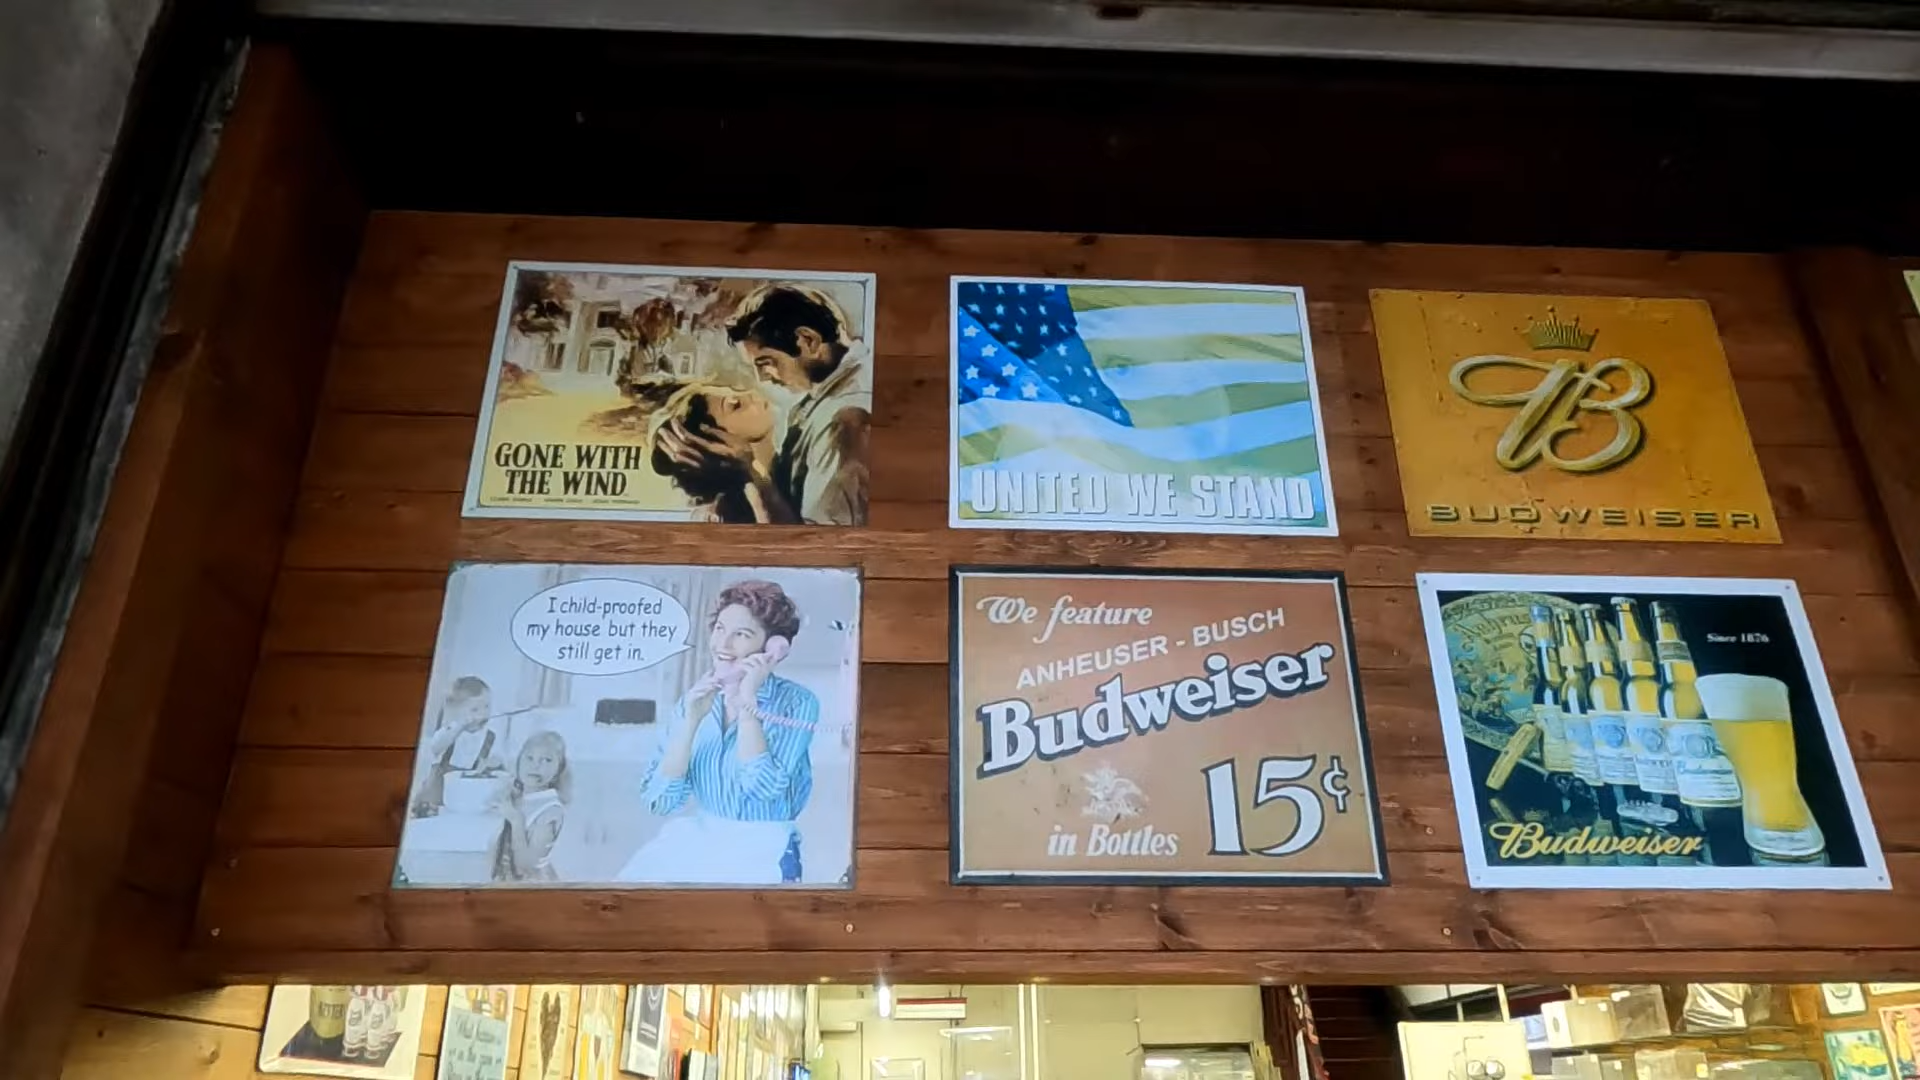 GONE WITH
THE WIND
UNITED WE STAND
B
BUDWEISER
I child-proofed
my house but they
still get in.
We feature
ANHEUSER - BUSCH
Budweiser
15¢
in Bottles
Since 1876
Budweiser